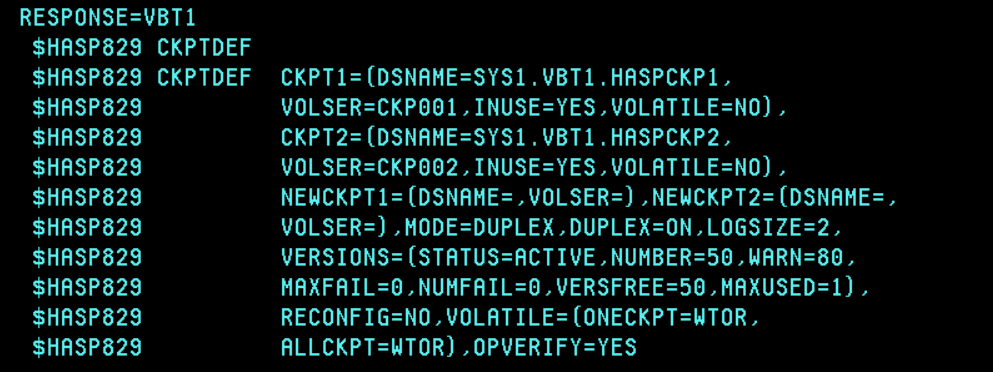 RESPONSE=VBT1
$HASP829 CKPTDEF
$HASP829 CKPTDEF  CKPT1=(DSNAME=SYS1.VBT1.HASPCKP1,
$HASP829          VOLSER=CKP001,INUSE=YES,VOLATILE=NO),
$HASP829          CKPT2=(DSNAME=SYS1.VBT1.HASPCKP2,
$HASP829          VOLSER=CKP002,INUSE=YES,VOLATILE=NO),
$HASP829          NEWCKPT1=(DSNAME=,VOLSER=),NEWCKPT2=(DSNAME=,
$HASP829          VOLSER=),MODE=DUPLEX,DUPLEX=ON,LOGSIZE=2,
$HASP829          VERSIONS=(STATUS=ACTIVE,NUMBER=50,WARN=80,
$HASP829          MAXFAIL=0,NUMFAIL=0,VERSFREE=50,MAXUSED=1),
$HASP829          RECONFIG=NO,VOLATILE=(ONECKPT=WTOR,
$HASP829          ALLCKPT=WTOR),OPVERIFY=YES